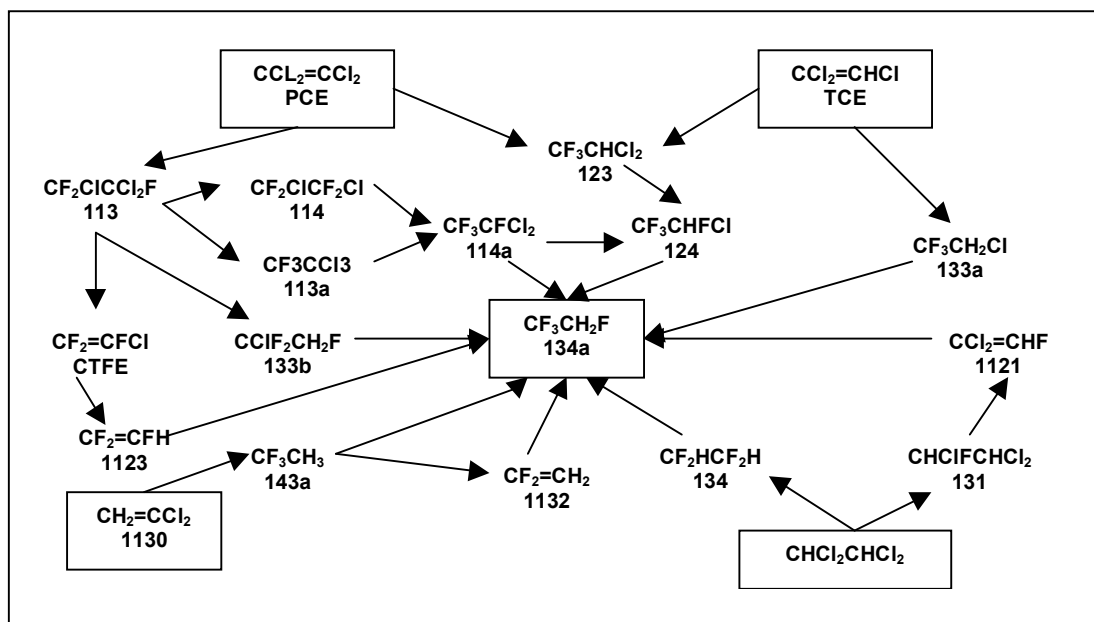 CCL₂=CCl₂
PCE
CCl₂=CHCl
TCE
CF₃CHCl₂
123
CF₂ClCCl₂F
113
CF₂ClCF₂Cl
114
CF₃CFCl₂
114a
CF₃CHFCl
124
CF₃CH₂Cl
133a
CF3CCl3
113a
CF₂=CFCl
CTFE
CClF₂CH₂F
133b
CF₃CH₂F
134a
CCl₂=CHF
1121
CF₂=CFH
1123
CF₃CH₃
143a
CF₂=CH₂
1132
CF₂HCF₂H
134
CHClFCHCl₂
131
CH₂=CCl₂
1130
CHCl₂CHCl₂